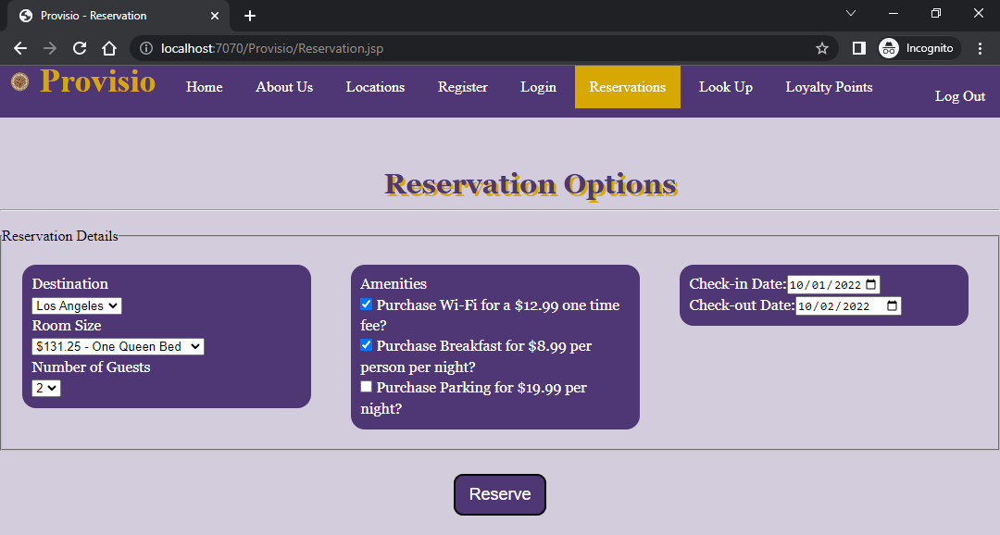 Provisio - Reservation
localhost:7070/Provisio/Reservation.jsp
Incognito
Provisio
Home
About Us
Locations
Register
Login
Reservations
Look Up
Loyalty Points
Log Out
Reservation Options
Reservation Details
Destination
Los Angeles
Room Size
$131.25 - One Queen Bed
Number of Guests
2
Amenities
Purchase Wi-Fi for a $12.99 one time
fee?
Purchase Breakfast for $8.99 per
person per night?
Purchase Parking for $19.99 per
night?
Check-in Date: 10/01/2022
Check-out Date: 10/02/2022
Reserve